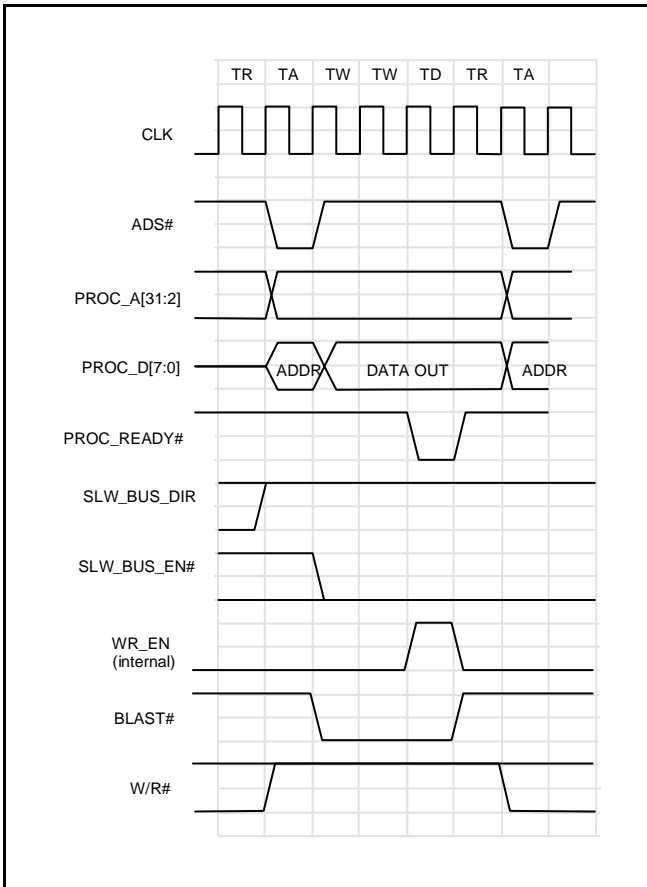 TR TA TW TW TD TR TA
CLK
ADS#
PROC_A[31:2]
PROC_D[7:0]
ADDR DATA OUT ADDR
PROC_READY#
SLW_BUS_DIR
SLW_BUS_EN#
WR_EN
(internal)
BLAST#
W/R#